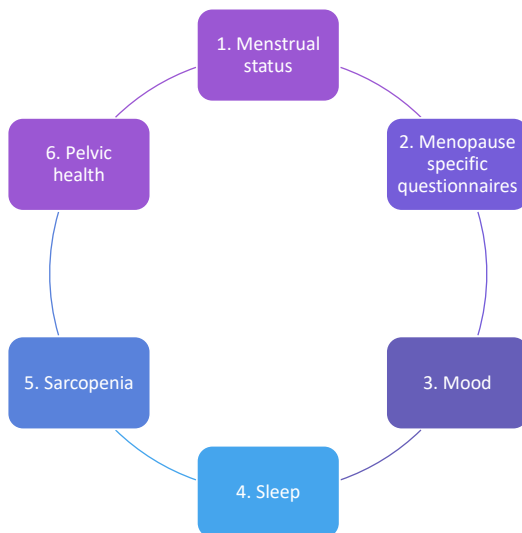 1. Menstrual
status
2. Menopause
specific
questionnaires
3. Mood
4. Sleep
5. Sarcopenia
6. Pelvic
health